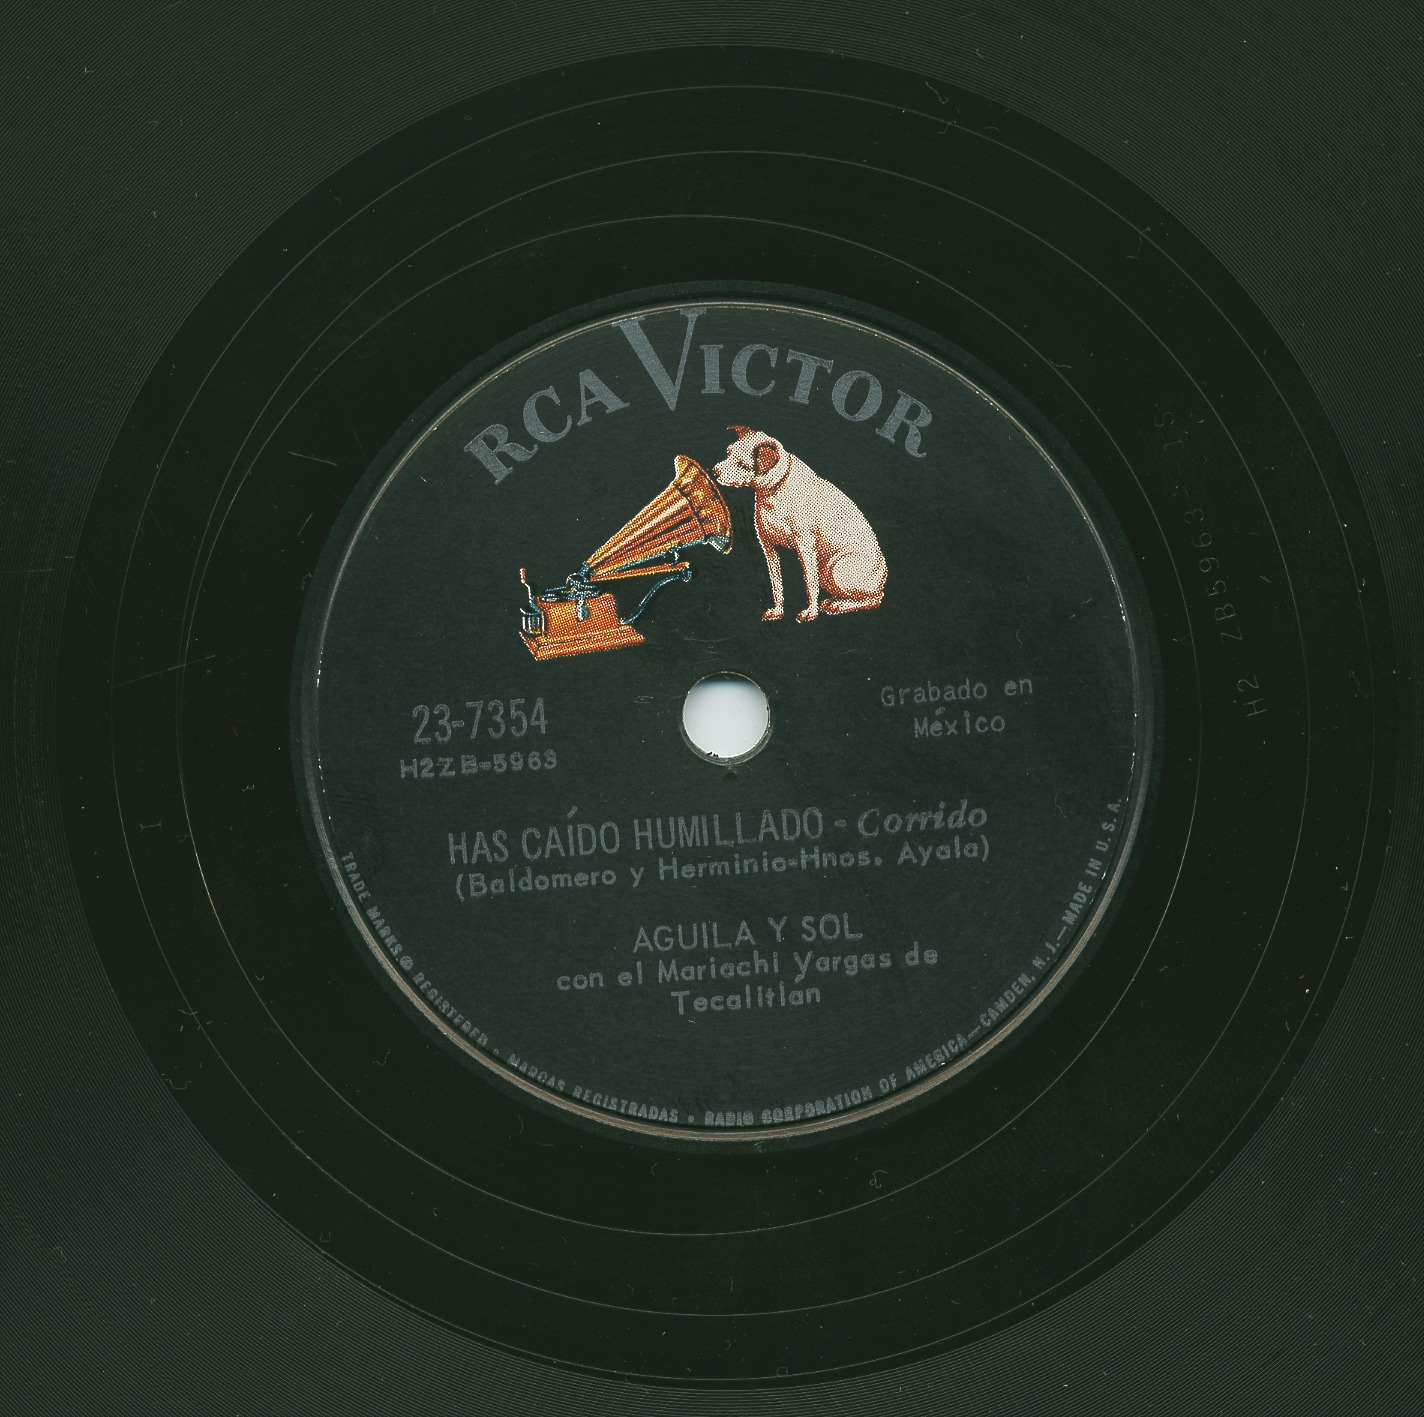 RCA VICTOR
23-7354
H2ZB-5963
Grabado en
México
HAS CAÍDO HUMILLADO - Corrido
(Baldomero y Herminio-Hnos. Ayala)
AGUILA Y SOL
con el Mariachi Vargas de
Tecalitlán
TRADE MARKS ® REGISTERED • MARCAS REGISTRADAS • RADIO CORPORATION OF AMERICA—CAMDEN, N. J.—MADE IN U. S. A.
H2 ZB5963-1S
I